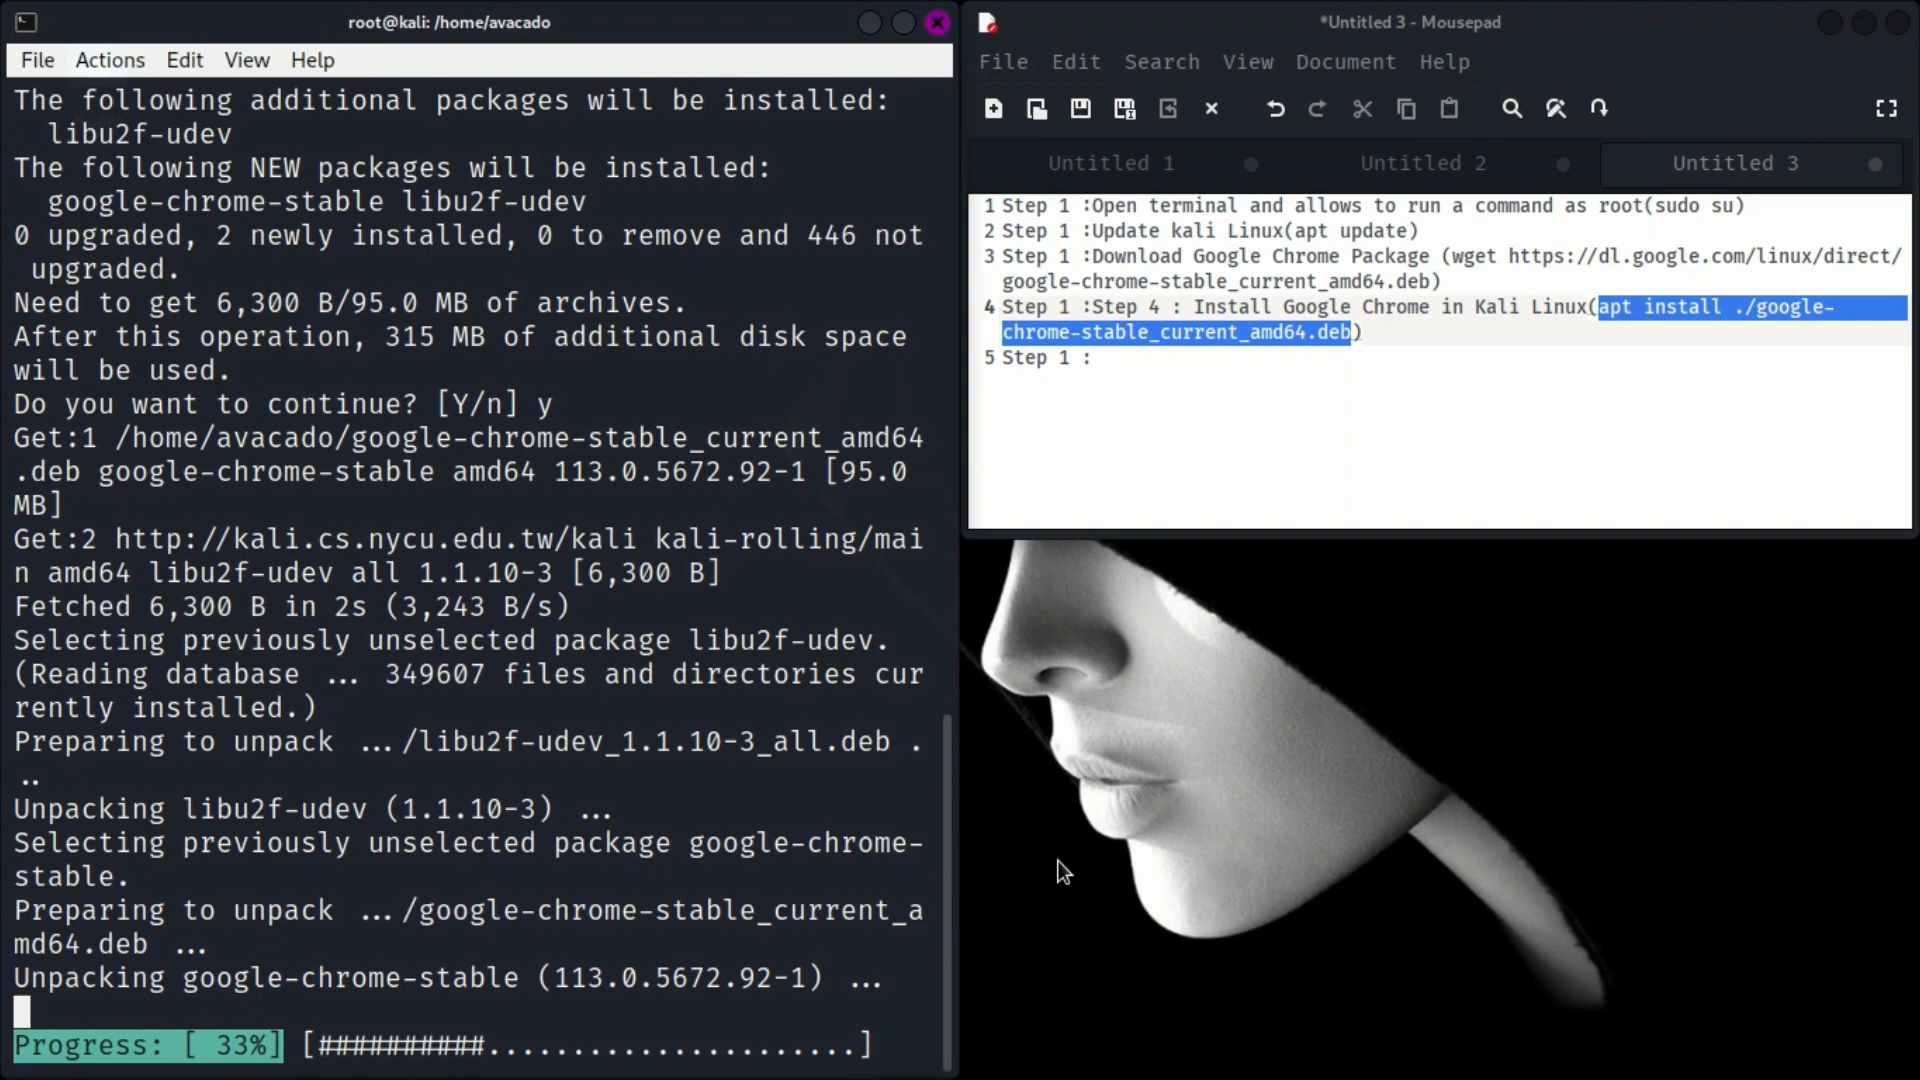 root@kali: /home/avacado
File Actions Edit View Help
The following additional packages will be installed:
libu2f-udev
The following NEW packages will be installed:
google-chrome-stable libu2f-udev
0 upgraded, 2 newly installed, 0 to remove and 446 not
upgraded.
Need to get 6,300 B/95.0 MB of archives.
After this operation, 315 MB of additional disk space
will be used.
Do you want to continue? [Y/n] y
Get:1 /home/avacado/google-chrome-stable_current_amd64
.deb google-chrome-stable amd64 113.0.5672.92-1 [95.0
MB]
Get:2 http://kali.cs.nycu.edu.tw/kali kali-rolling/mai
n amd64 libu2f-udev all 1.1.10-3 [6,300 B]
Fetched 6,300 B in 2s (3,243 B/s)
Selecting previously unselected package libu2f-udev.
(Reading database ... 349607 files and directories cur
rently installed.)
Preparing to unpack .../libu2f-udev_1.1.10-3_all.deb .
..
Unpacking libu2f-udev (1.1.10-3) ...
Selecting previously unselected package google-chrome-
stable.
Preparing to unpack .../google-chrome-stable_current_a
md64.deb ...
Unpacking google-chrome-stable (113.0.5672.92-1) ...
Progress: [ 33%] [##########......................]
*Untitled 3 - Mousepad
File Edit Search View Document Help
Untitled 1 Untitled 2 Untitled 3
1 Step 1 :Open terminal and allows to run a command as root(sudo su)
2 Step 1 :Update kali Linux(apt update)
3 Step 1 :Download Google Chrome Package (wget https://dl.google.com/linux/direct/
google-chrome-stable_current_amd64.deb)
4 Step 1 :Step 4 : Install Google Chrome in Kali Linux(apt install ./google-
chrome-stable_current_amd64.deb)
5 Step 1 :